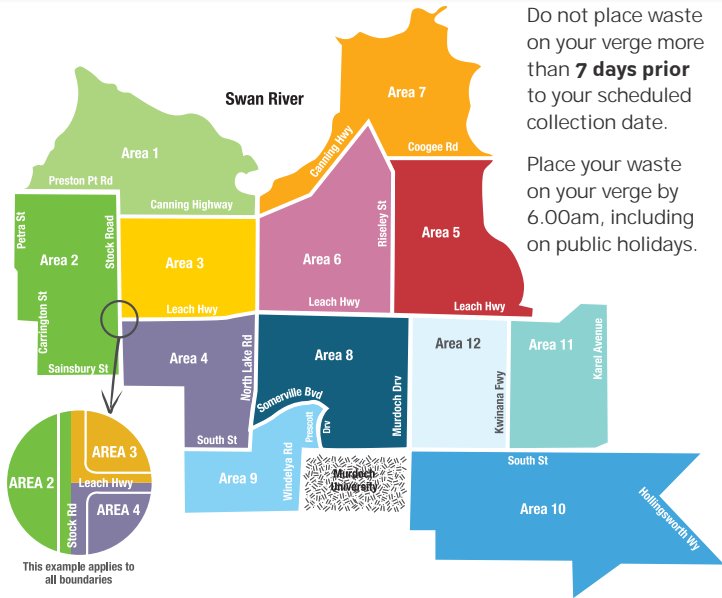 Do not place waste
on your verge more
than 7 days prior
to your scheduled
collection date.
Place your waste
on your verge by
6.00am, including
on public holidays.
Swan River
Area 7
Canning Hwy
Coogee Rd
Area 1
Preston Pt Rd
Canning Highway
Petra St
Stock Road
Area 2
Carrington St
Sainsbury St
Area 3
Leach Hwy
Area 6
Riseley St
Leach Hwy
Area 5
Leach Hwy
Area 4
North Lake Rd
South St
Area 8
Somerville Bvd
Prescott
Drv
Murdoch Drv
Area 12
Kwinana Fwy
Area 11
Karel Avenue
Area 9
Windelya Rd
Murdoch
University
South St
Area 10
Hollingsworth Wy
AREA 2
AREA 3
Leach Hwy
AREA 4
Stock Rd
This example applies to
all boundaries